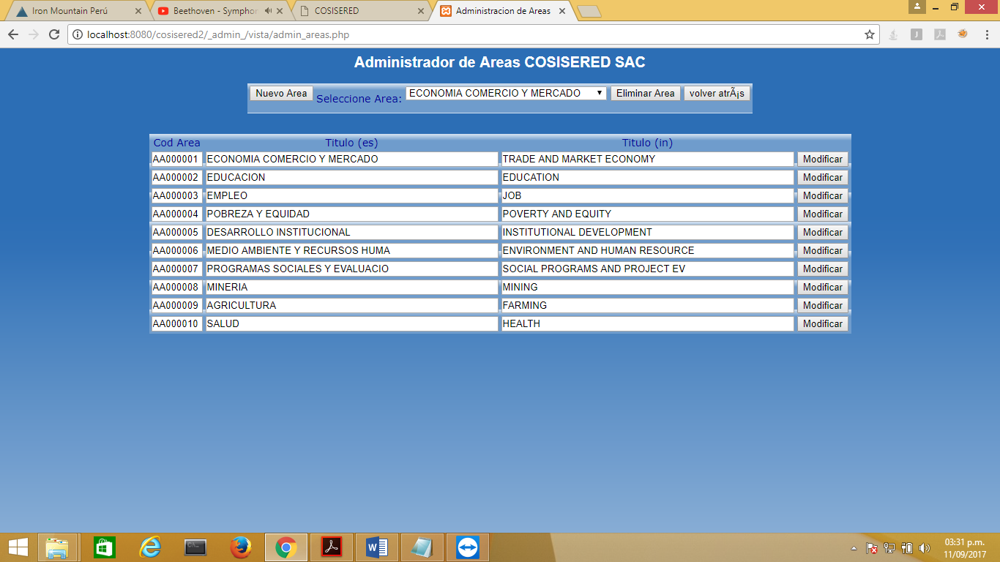 Iron Mountain Perú
Beethoven - Symphon
COSISERED
Administracion de Areas
localhost:8080/cosisered2/_admin_/vista/admin_areas.php
Administrador de Areas COSISERED SAC
Nuevo Area Seleccione Area: ECONOMIA COMERCIO Y MERCADO Eliminar Area volver atrÃ¡s
Cod Area Titulo (es) Titulo (in)
AA000001 ECONOMIA COMERCIO Y MERCADO TRADE AND MARKET ECONOMY Modificar
AA000002 EDUCACION EDUCATION Modificar
AA000003 EMPLEO JOB Modificar
AA000004 POBREZA Y EQUIDAD POVERTY AND EQUITY Modificar
AA000005 DESARROLLO INSTITUCIONAL INSTITUTIONAL DEVELOPMENT Modificar
AA000006 MEDIO AMBIENTE Y RECURSOS HUMA ENVIRONMENT AND HUMAN RESOURCE Modificar
AA000007 PROGRAMAS SOCIALES Y EVALUACIO SOCIAL PROGRAMS AND PROJECT EV Modificar
AA000008 MINERIA MINING Modificar
AA000009 AGRICULTURA FARMING Modificar
AA000010 SALUD HEALTH Modificar
03:31 p.m.
11/09/2017